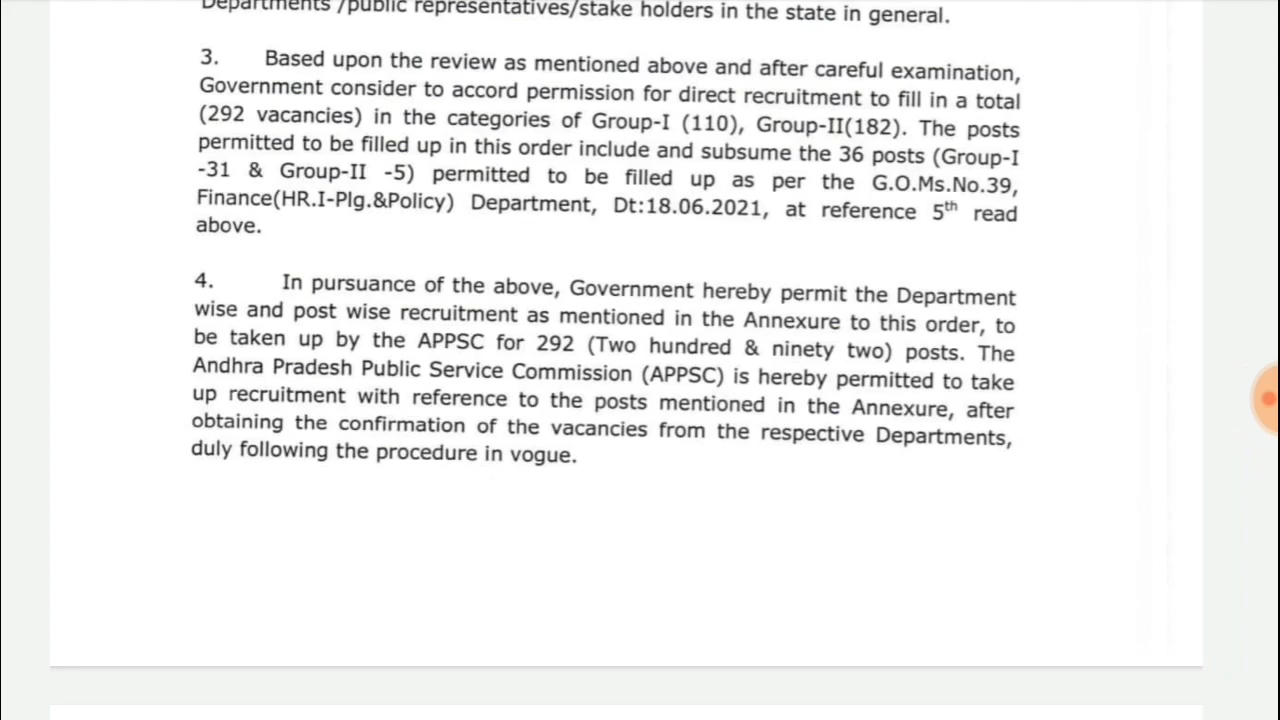 Departments /public representatives/stake holders in the state in general.
3. Based upon the review as mentioned above and after careful examination,
Government consider to accord permission for direct recruitment to fill in a total
(292 vacancies) in the categories of Group-I (110), Group-II(182). The posts
permitted to be filled up in this order include and subsume the 36 posts (Group-I
-31 & Group-II -5) permitted to be filled up as per the G.O.Ms.No.39,
Finance(HR.I-Plg.&Policy) Department, Dt:18.06.2021, at reference 5th read
above.
4. In pursuance of the above, Government hereby permit the Department
wise and post wise recruitment as mentioned in the Annexure to this order, to
be taken up by the APPSC for 292 (Two hundred & ninety two) posts. The
Andhra Pradesh Public Service Commission (APPSC) is hereby permitted to take
up recruitment with reference to the posts mentioned in the Annexure, after
obtaining the confirmation of the vacancies from the respective Departments,
duly following the procedure in vogue.